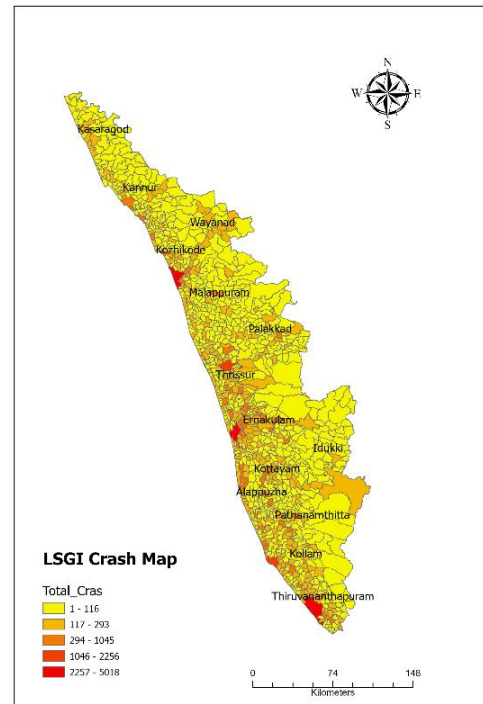 N
W E
S
Kasaragod
Kannur
Wayanad
Kozhikode
Malappuram
Palakkad
Thrissur
Ernakulam
Idukki
Kottayam
Alappuzha
Pathanamthitta
Kollam
Thiruvananthapuram
LSGI Crash Map
Total_Cras
1 - 116
117 - 293
294 - 1045
1046 - 2256
2257 - 5018
0 74 148
Kilometers